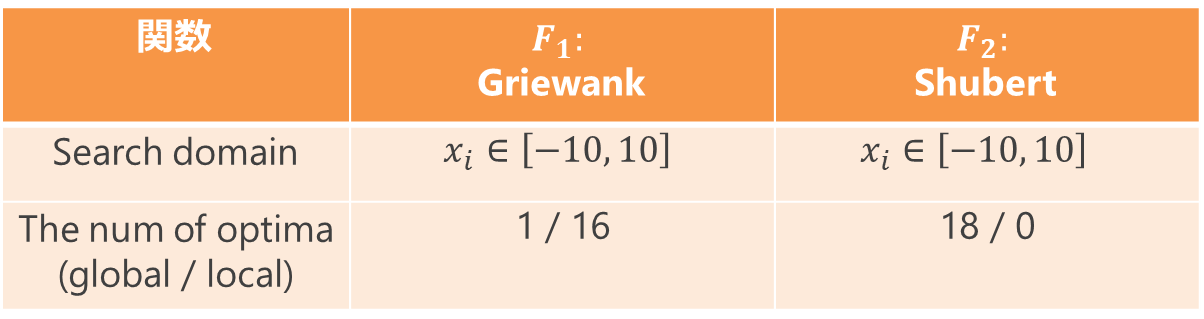 関数
F₁:
Griewank
F₂:
Shubert
Search domain
xᵢ ∈ [−10, 10]
xᵢ ∈ [−10, 10]
The num of optima
(global / local)
1 / 16
18 / 0